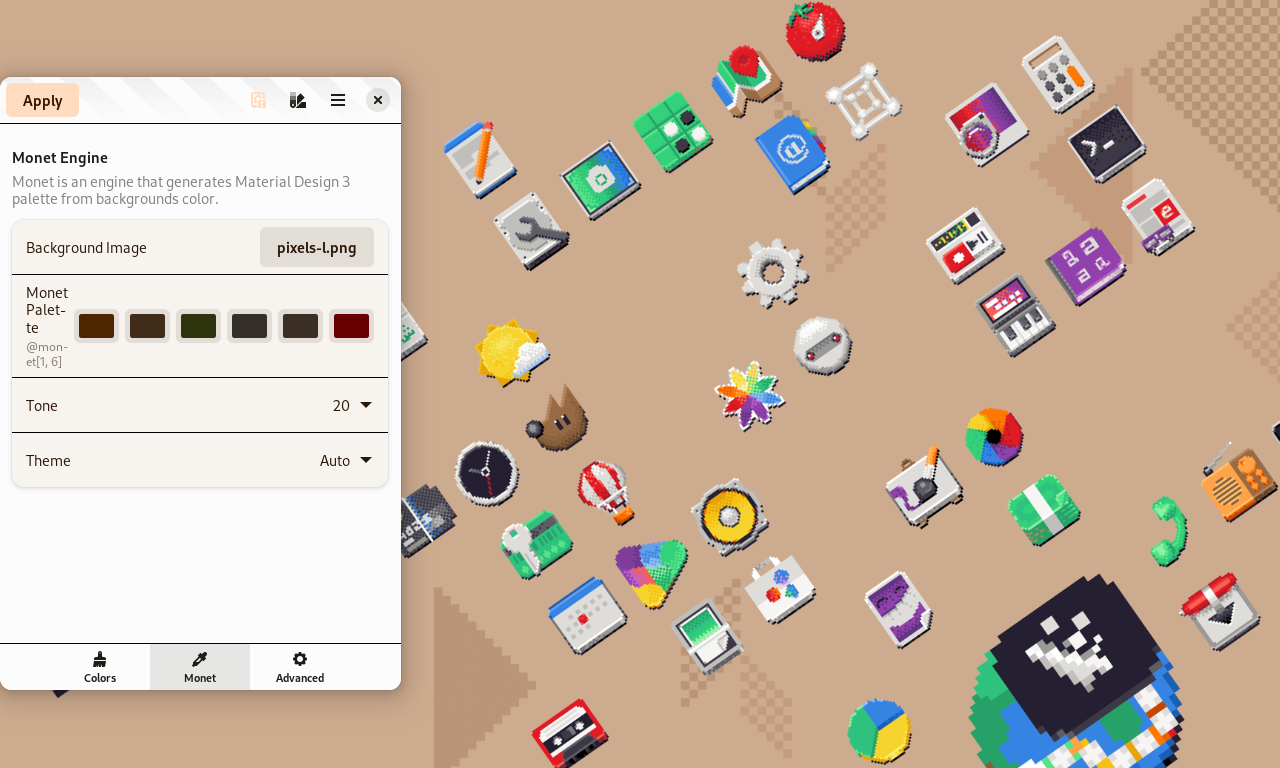 Apply
Monet Engine
Monet is an engine that generates Material Design 3
palette from backgrounds color.
Background Image
pixels-l.png
Monet
Palet-
te
@mon-
et[1, 6]
Tone
20
Theme
Auto
Colors
Monet
Advanced